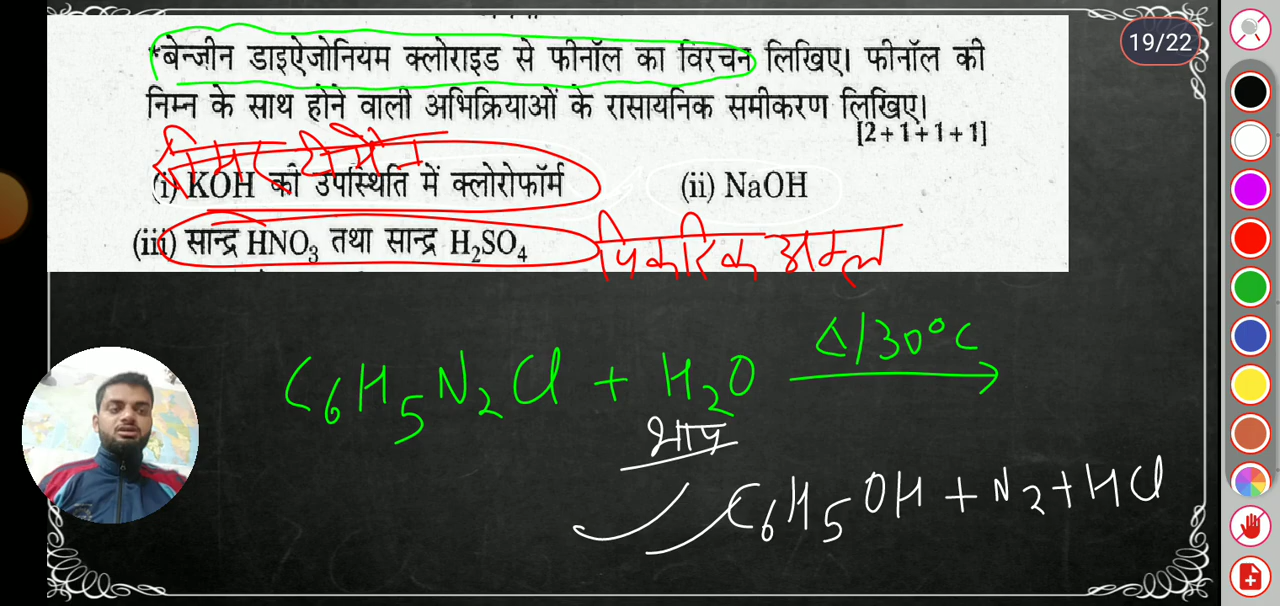 19/22
*बेन्जीन डाइऐजोनियम क्लोराइड से फीनॉल का विरचन लिखिए। फीनॉल की
निम्न के साथ होने वाली अभिक्रियाओं के रासायनिक समीकरण लिखिए।
[2+1+1+1]
(i) KOH की उपस्थिति में क्लोरोफॉर्म (ii) NaOH
(iii) सान्द्र HNO₃ तथा सान्द्र H₂SO₄ पिकरिक अम्ल
C₆H₅N₂Cl + H₂O Δ/30°C →
भाप
C₆H₅OH + N₂ + HCl